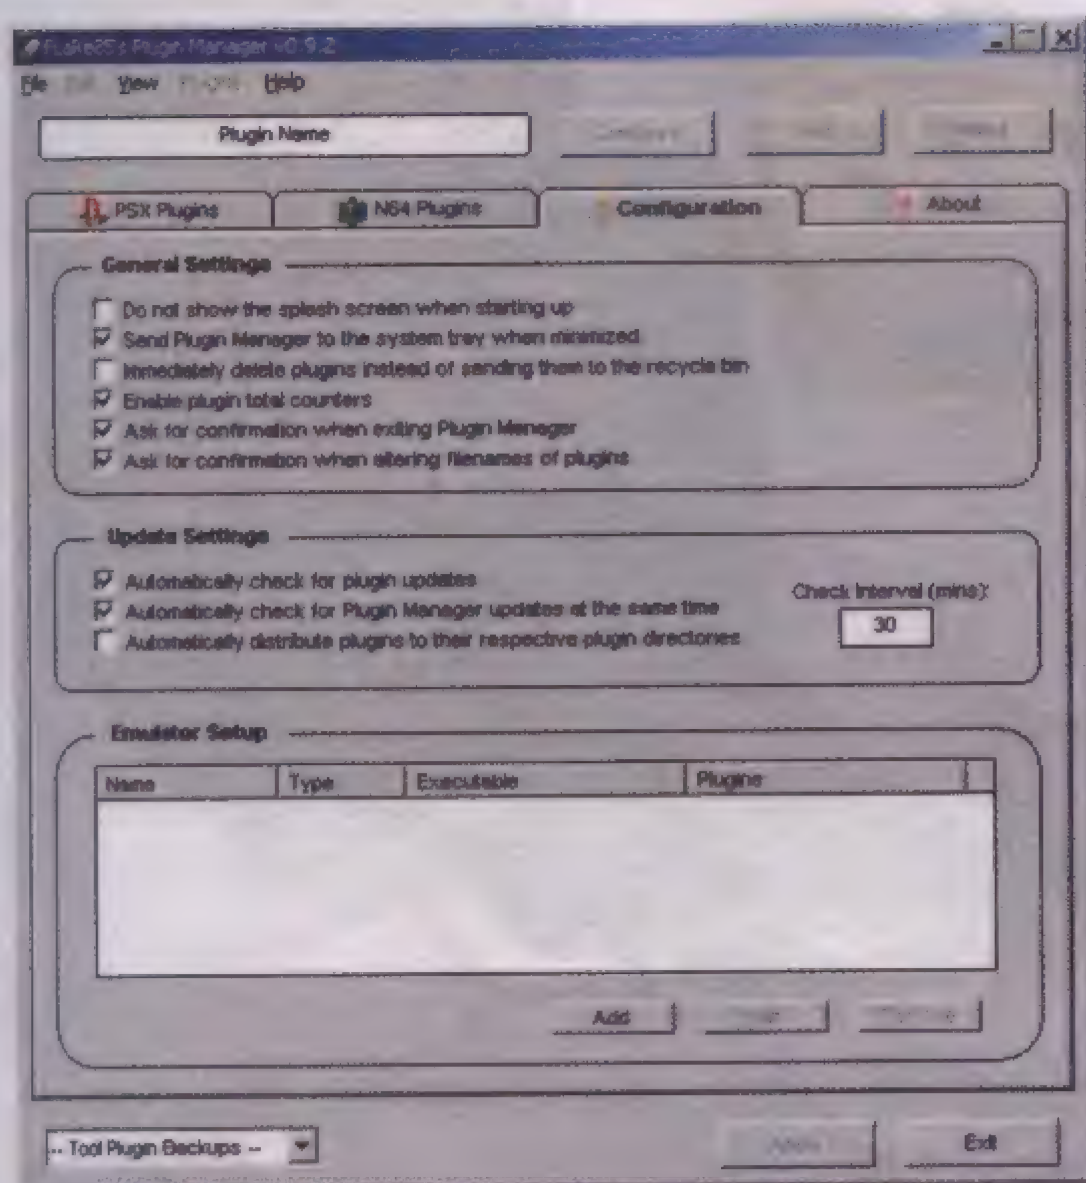 Plugin Manager v0.9.2
File View Plugins Help
Plugin Name
PSX Plugins N64 Plugins Configuration About
General Settings
Do not show the splash screen when starting up
Send Plugin Manager to the system tray when minimized
Immediately delete plugins instead of sending them to the recycle bin
Enable plugin total counters
Ask for confirmation when exiting Plugin Manager
Ask for confirmation when altering filenames of plugins
Update Settings
Automatically check for plugin updates
Automatically check for Plugin Manager updates at the same time
Automatically distribute plugins to their respective plugin directories
Check Interval (mins):
30
Emulator Setup
Name Type Executable Plugins
Add
-- Tool Plugin Backups -- Exit